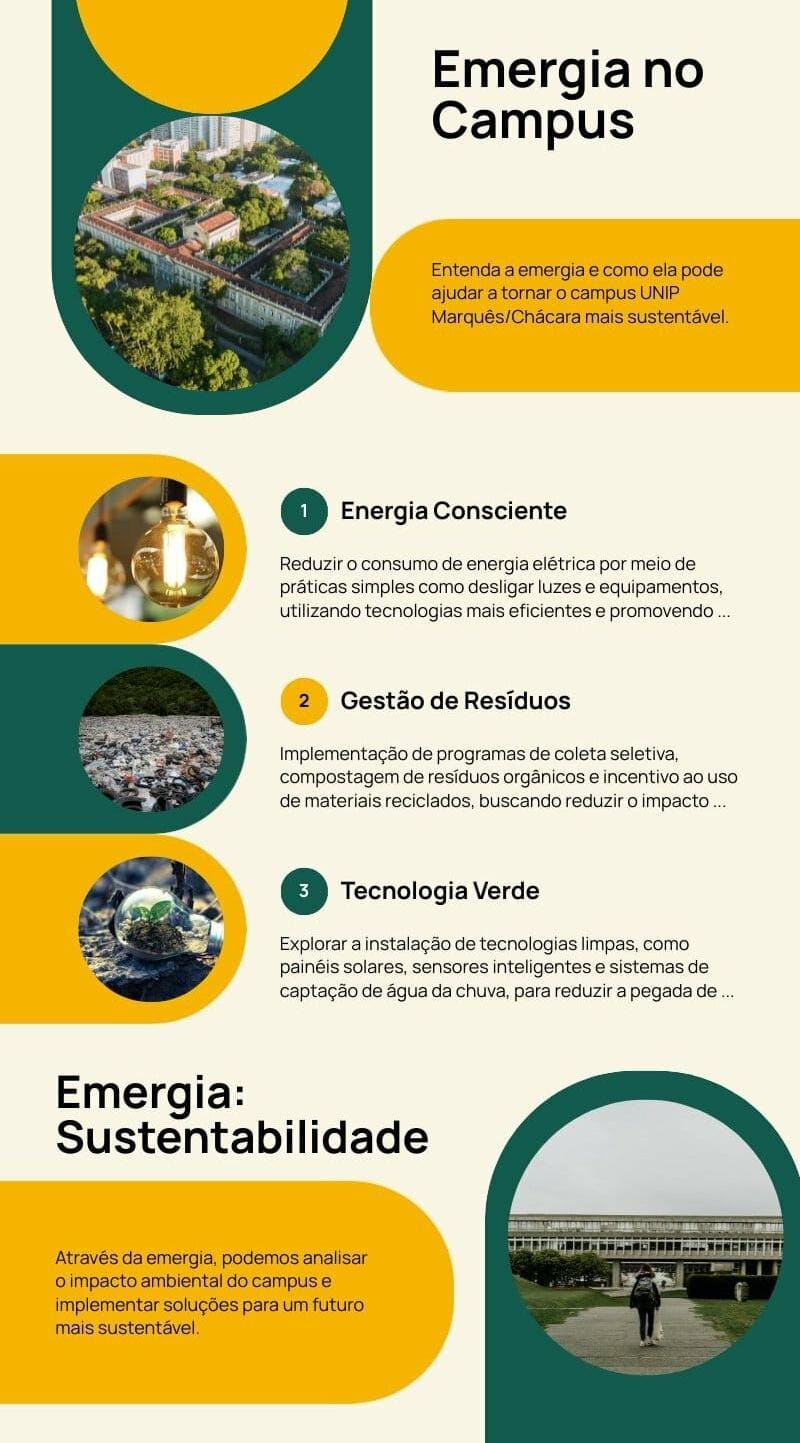 Emergia no
Campus
Entenda a emergia e como ela pode
ajudar a tornar o campus UNIP
Marquês/Chácara mais sustentável.
1 Energia Consciente
Reduzir o consumo de energia elétrica por meio de
práticas simples como desligar luzes e equipamentos,
utilizando tecnologias mais eficientes e promovendo ...
2 Gestão de Resíduos
Implementação de programas de coleta seletiva,
compostagem de resíduos orgânicos e incentivo ao uso
de materiais reciclados, buscando reduzir o impacto ...
3 Tecnologia Verde
Explorar a instalação de tecnologias limpas, como
painéis solares, sensores inteligentes e sistemas de
captação de água da chuva, para reduzir a pegada de ...
Emergia:
Sustentabilidade
Através da emergia, podemos analisar
o impacto ambiental do campus e
implementar soluções para um futuro
mais sustentável.